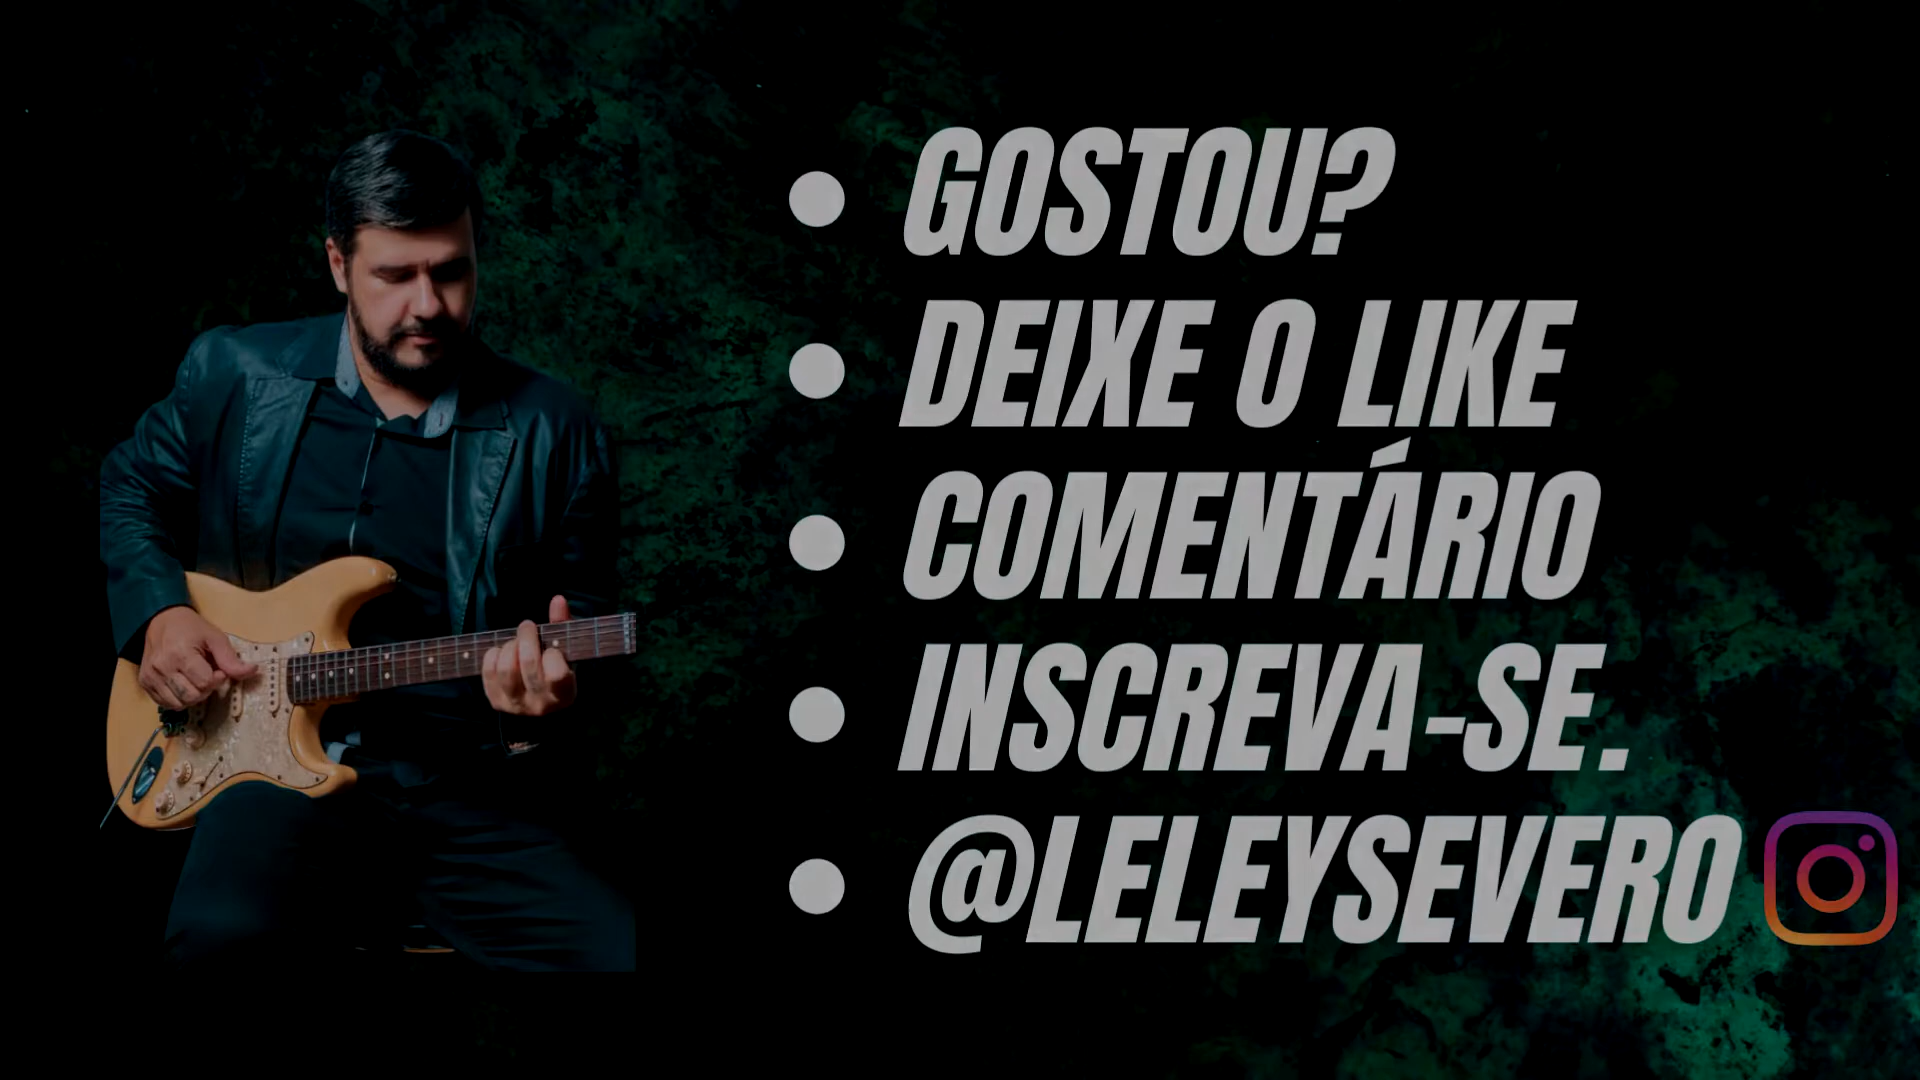 GOSTOU?
DEIXE O LIKE
COMENTÁRIO
INSCREVA-SE.
@LELEYSEVERO